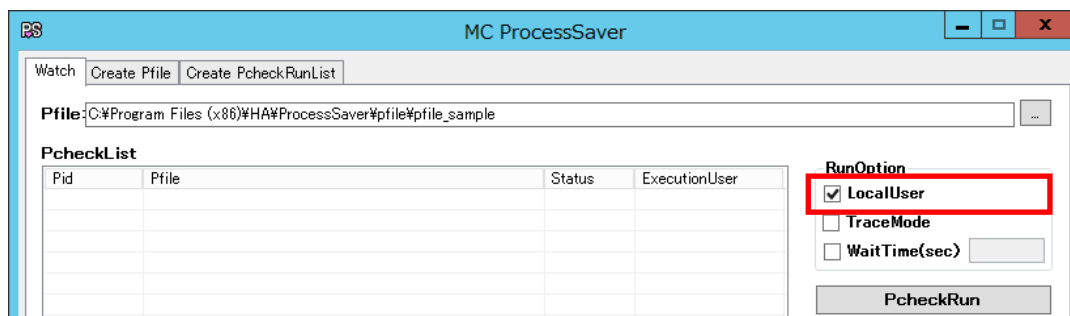 PS
MC ProcessSaver
Watch Create Pfile Create PcheckRunList
Pfile: C:¥Program Files (x86)¥HA¥ProcessSaver¥pfile¥pfile_sample ...
PcheckList
Pid Pfile Status ExecutionUser
RunOption
LocalUser
TraceMode
WaitTime(sec)
PcheckRun